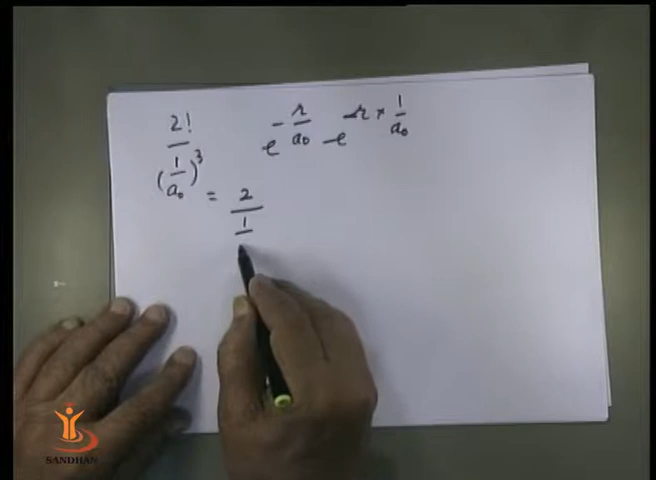 2! / (1/a₀)³ e^(-r/a₀) e^(-r × 1/a₀)
= 2 / 1
SANDHAN